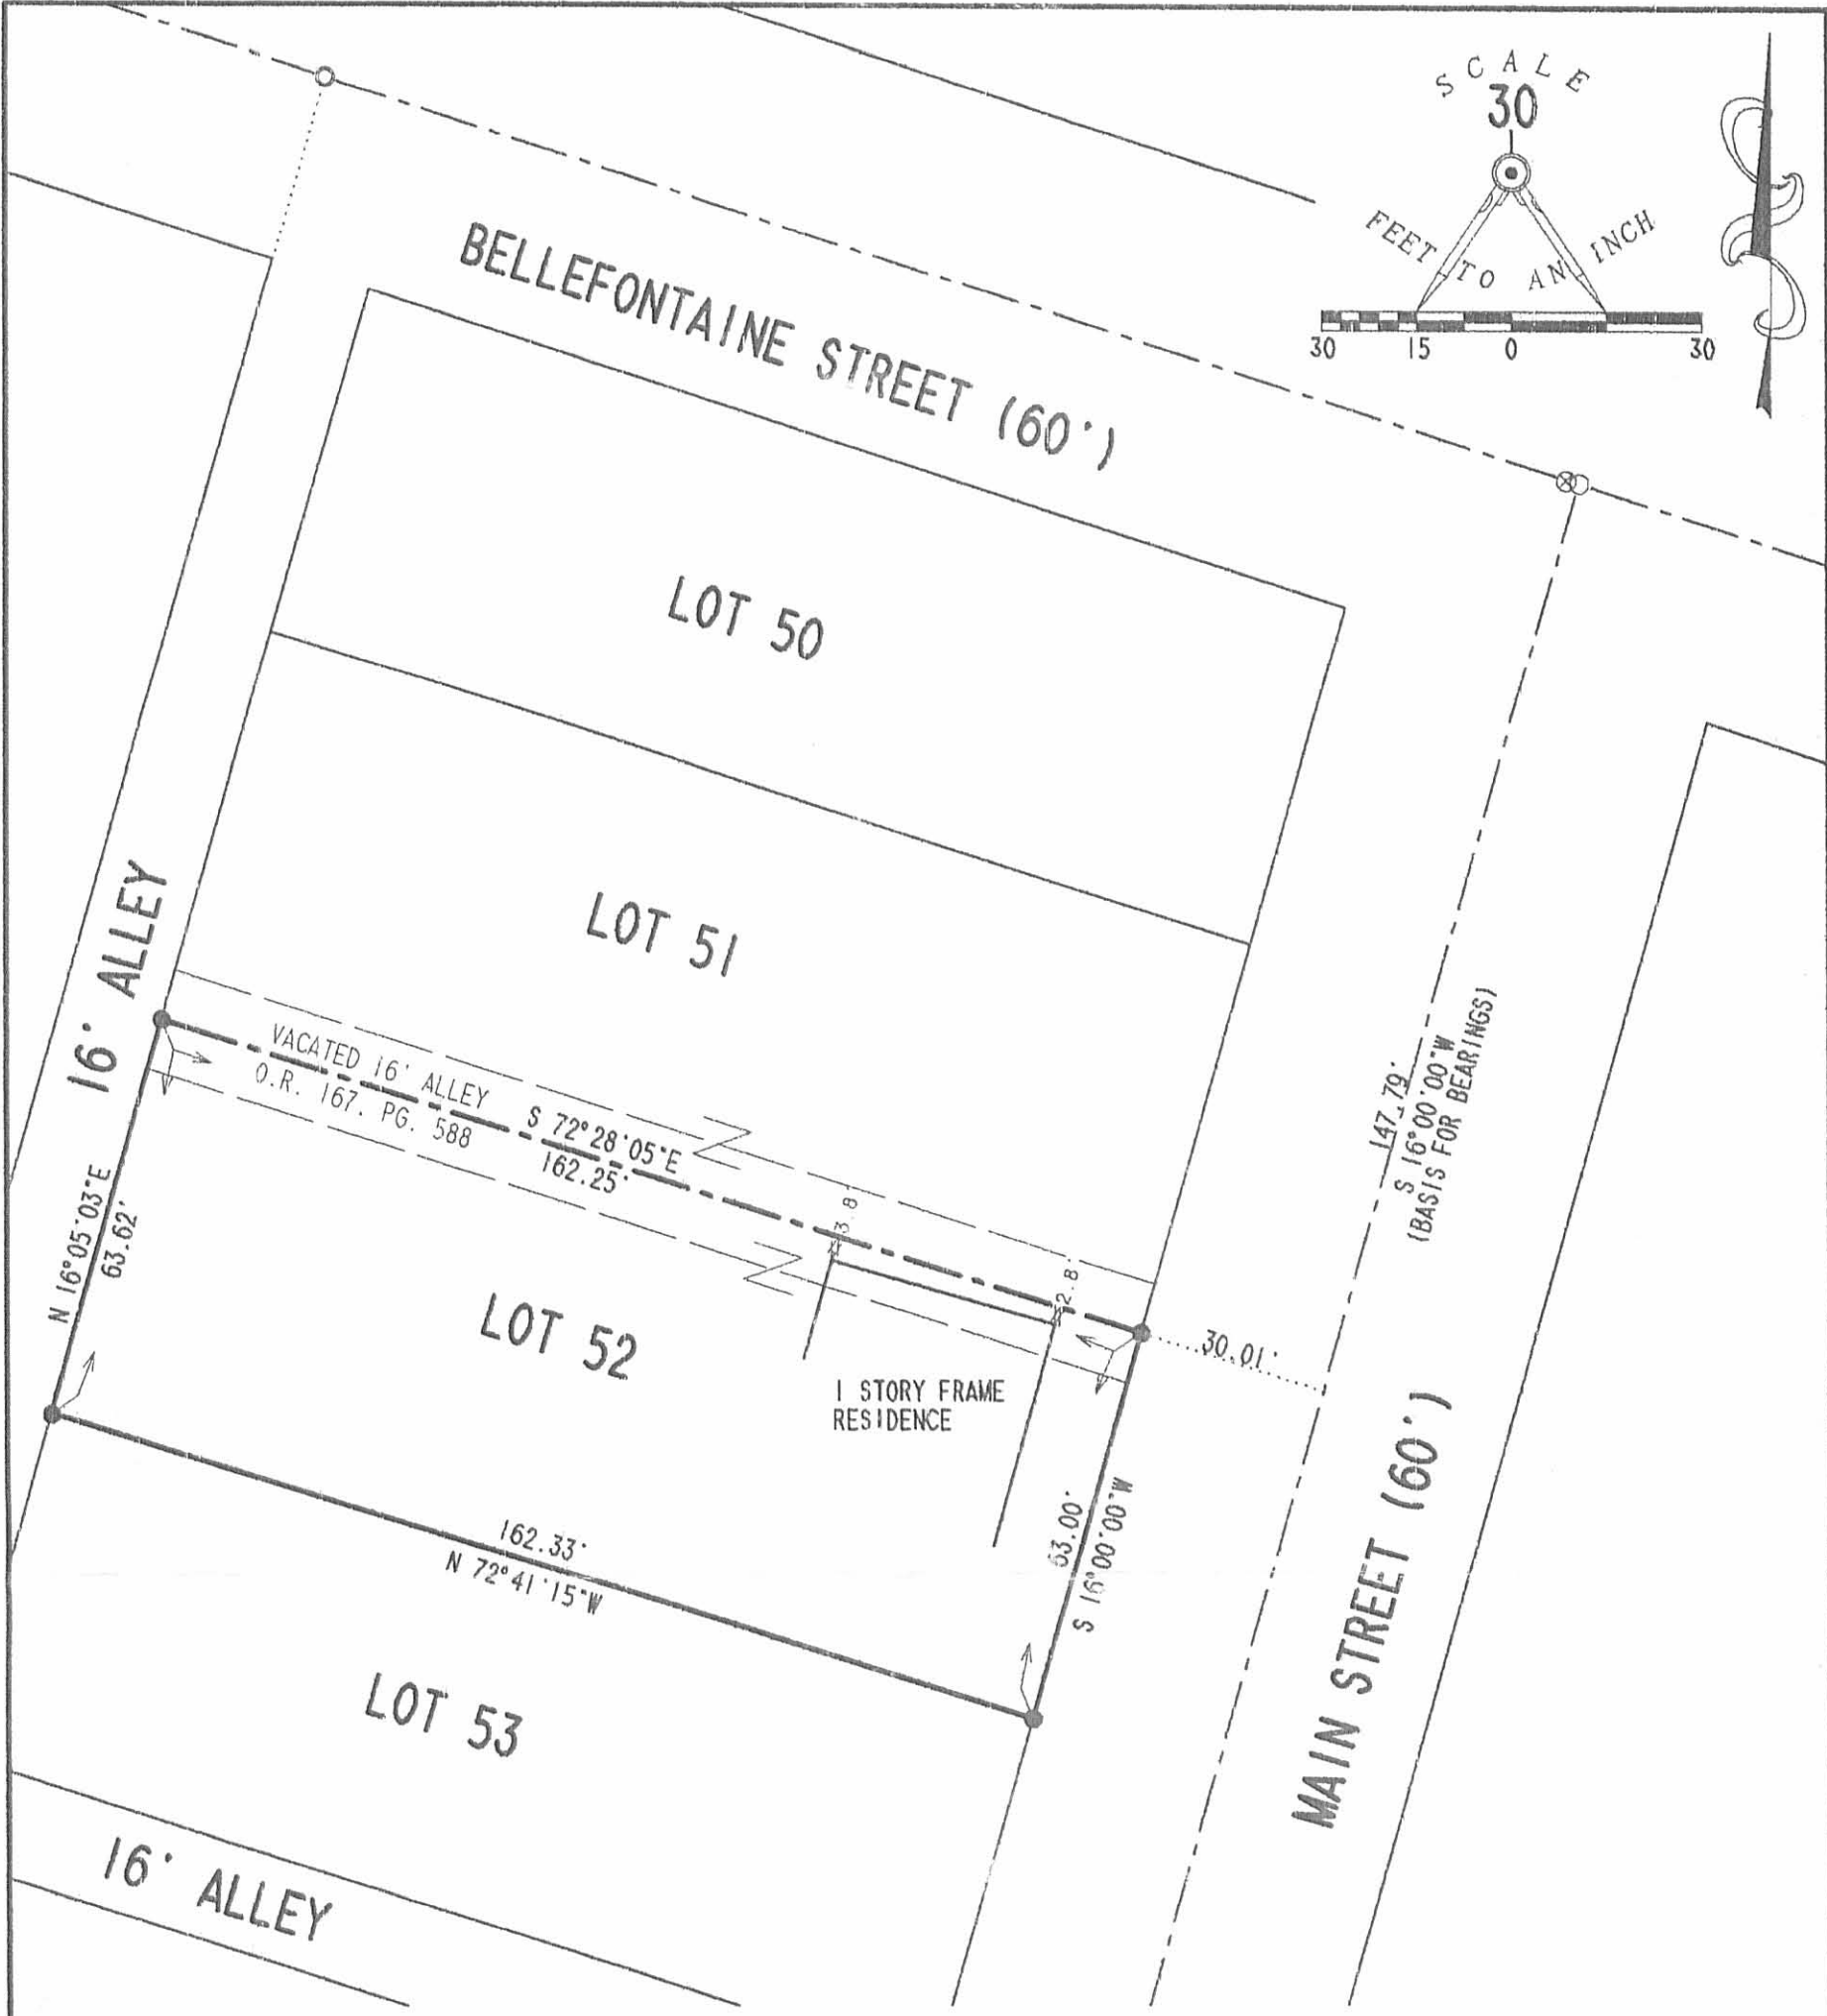 SCALE
30
FEET TO AN INCH
30 15 0 30
BELLEFONTAINE STREET (60')
LOT 50
LOT 51
16' ALLEY
VACATED 16' ALLEY
O.R. 167. PG. 588
S 72°28'05"E
162.25'
3.8'
2.8'
N 16°05'03"E
63.62'
LOT 52
1 STORY FRAME
RESIDENCE
30.01'
147.79'
S 16°00'00"W
(BASIS FOR BEARINGS)
63.00'
S 16°00'00"W
162.33'
N 72°41'15"W
MAIN STREET (60')
LOT 53
16' ALLEY